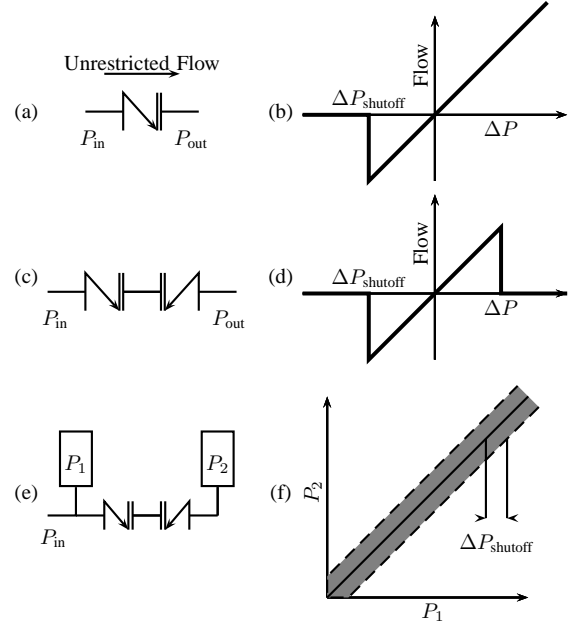 Unrestricted Flow
(a)
P_in
P_out
(b)
Flow
ΔP_shutoff
ΔP
(c)
P_in
P_out
(d)
Flow
ΔP_shutoff
ΔP
(e)
P_1
P_2
P_in
(f)
P_2
ΔP_shutoff
P_1